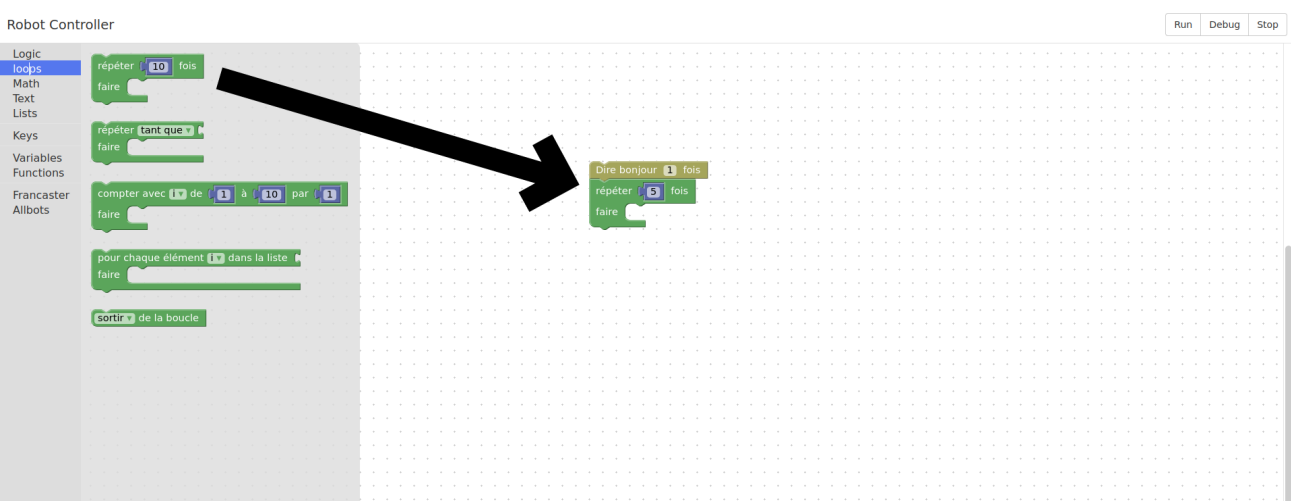 Robot Controller
Run Debug Stop
Logic
loops
Math
Text
Lists
Keys
Variables
Functions
Francaster
Allbots
répéter 10 fois
faire
répéter tant que ▾
faire
compter avec i ▾ de 1 à 10 par 1
faire
pour chaque élément i ▾ dans la liste
faire
sortir ▾ de la boucle
Dire bonjour 1 fois
répéter 5 fois
faire